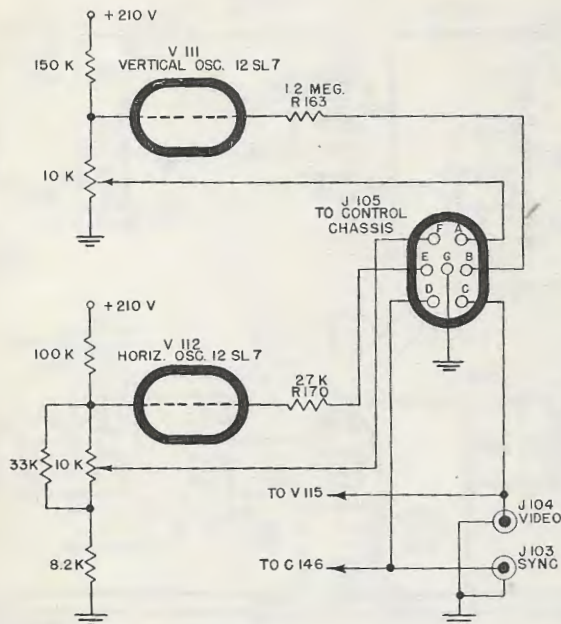 + 210 V
V 111
VERTICAL OSC. 12 SL 7
150 K
1.2 MEG.
R 163
10 K
J 105
TO CONTROL
CHASSIS
F A
E G B
D C
+ 210 V
V 112
HORIZ. OSC. 12 SL 7
100 K
27 K
R 170
33K
10 K
TO V 115
J 104
VIDEO
J 103
SYNC
TO C 146
8.2K